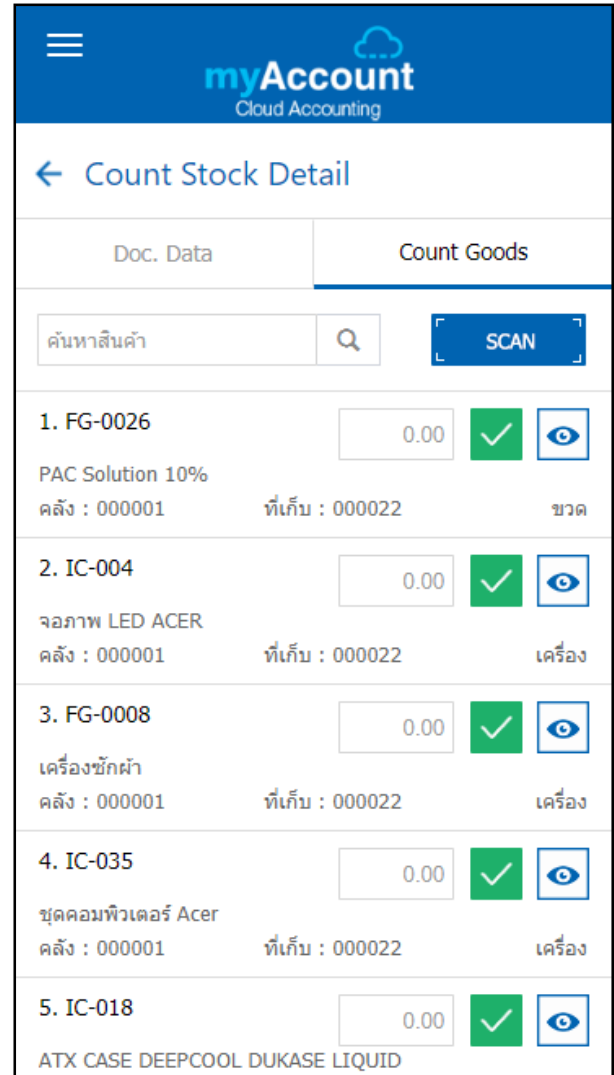 myAccount
Cloud Accounting
Count Stock Detail
Doc. Data Count Goods
ค้นหาสินค้า SCAN
1. FG-0026 0.00
PAC Solution 10%
คลัง : 000001 ที่เก็บ : 000022 ขวด
2. IC-004 0.00
จอภาพ LED ACER
คลัง : 000001 ที่เก็บ : 000022 เครื่อง
3. FG-0008 0.00
เครื่องซักผ้า
คลัง : 000001 ที่เก็บ : 000022 เครื่อง
4. IC-035 0.00
ชุดคอมพิวเตอร์ Acer
คลัง : 000001 ที่เก็บ : 000022 เครื่อง
5. IC-018 0.00
ATX CASE DEEPCOOL DUKASE LIQUID